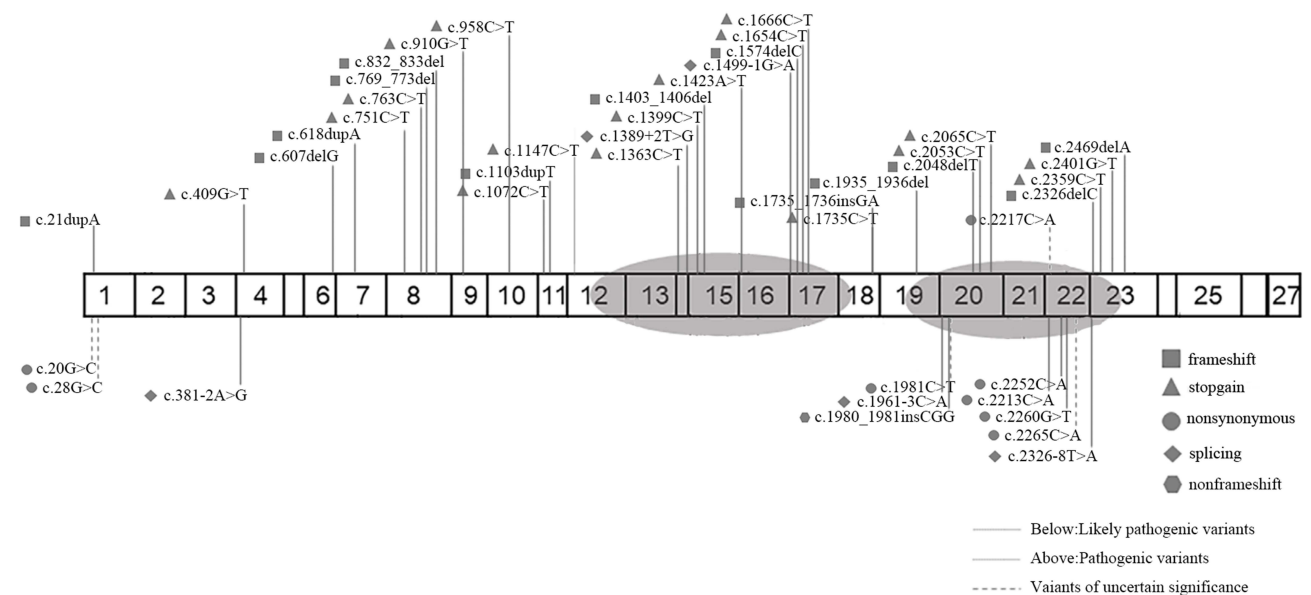 c.1666C>T
c.958C>T
c.1654C>T
c.910G>T
c.1574delC
c.832_833del
c.1499-1G>A
c.769_773del
c.1423A>T
c.763C>T
c.1403_1406del
c.751C>T
c.1399C>T
c.618dupA
c.1389+2T>G
c.2065C>T
c.607delG
c.1147C>T
c.1363C>T
c.2053C>T
c.2469delA
c.1103dupT
c.2048delT
c.2401G>T
c.409G>T
c.1072C>T
c.1935_1936del
c.2359C>T
c.1735_1736insGA
c.2326delC
c.21dupA
c.1735C>T
c.2217C>A
1 2 3 4 6 7 8 9 10 11 12 13 15 16 17 18 19 20 21 22 23 25 27
c.20G>C
c.28G>C
c.381-2A>G
c.1981C>T
c.1961-3C>A
c.1980_1981insCGG
c.2252C>A
c.2213C>A
c.2260G>T
c.2265C>A
c.2326-8T>A
frameshift
stopgain
nonsynonymous
splicing
nonframeshift
Below:Likely pathogenic variants
Above:Pathogenic variants
Vaiants of uncertain significance